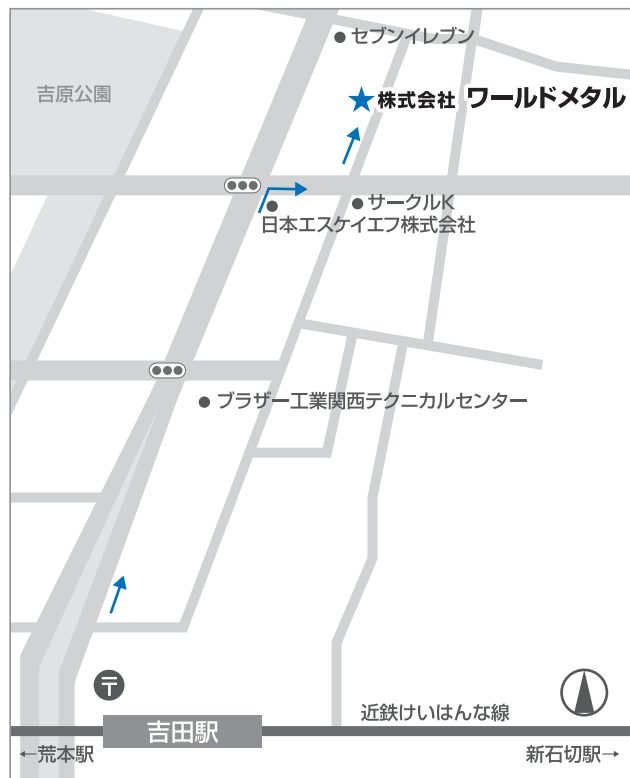 セブンイレブン
吉原公園
★株式会社 ワールドメタル
サークルK
日本エスケイエフ株式会社
ブラザー工業関西テクニカルセンター
〒
近鉄けいはんな線
吉田駅
←荒本駅
新石切駅→